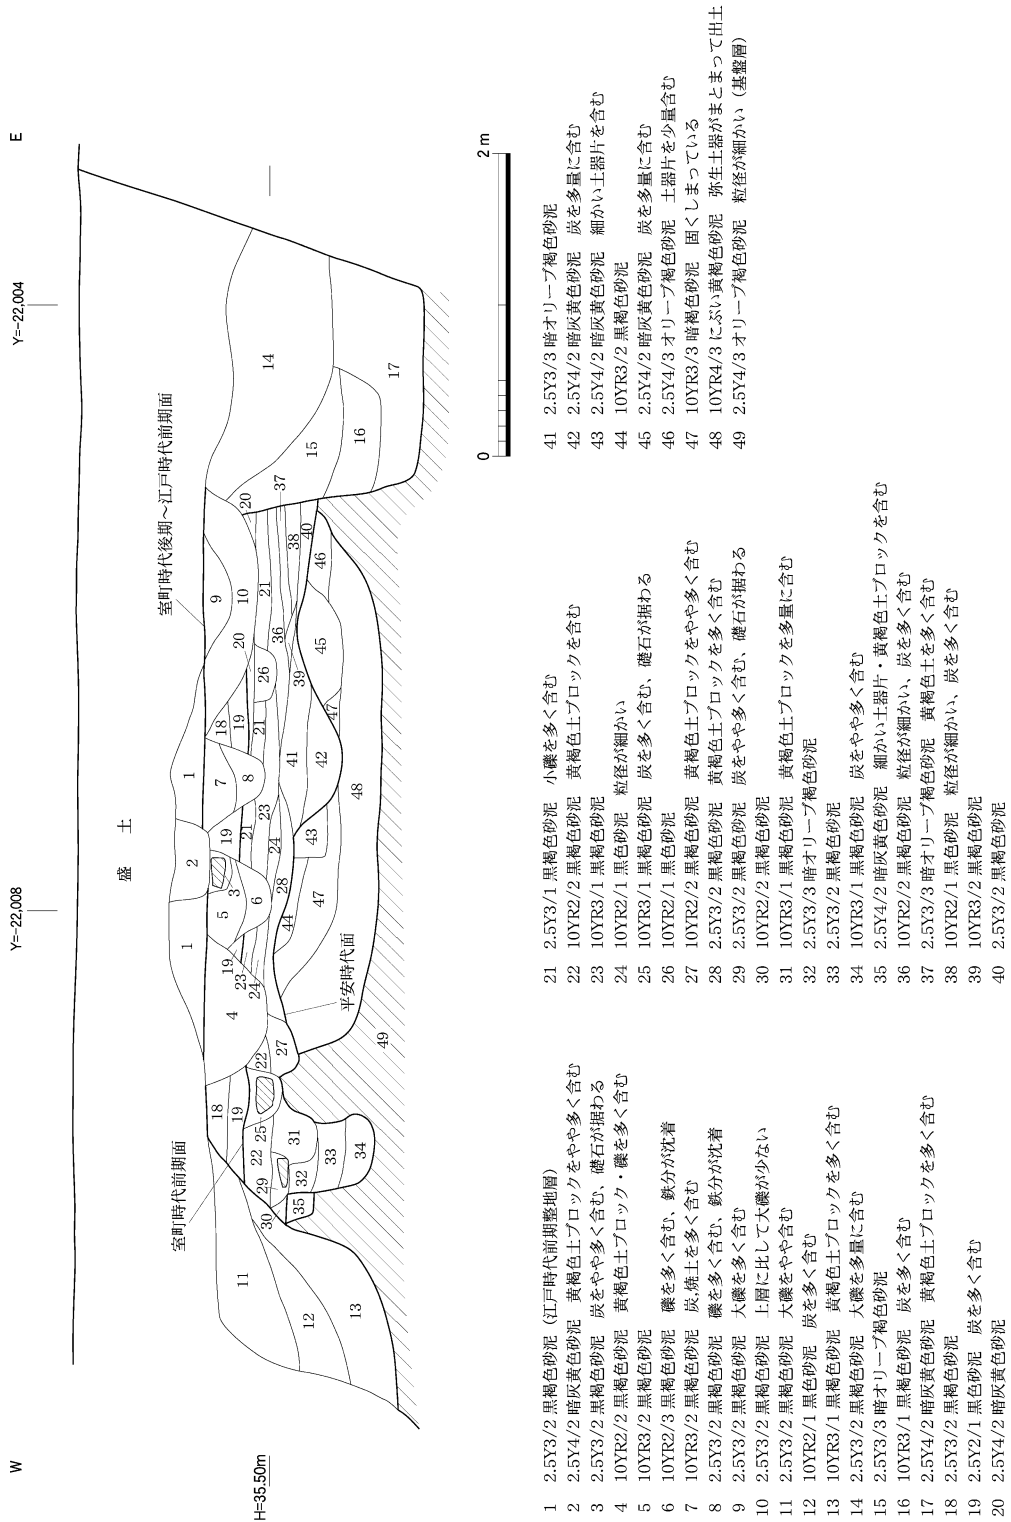 W
E
Y=-22,008
Y=-22,004
H=35.50m
盛　土
室町時代後期～江戸時代前期面
室町時代前期面
平安時代面
0
2 m
1 2.5Y3/2 黒褐色砂泥（江戸時代前期整地層）
2 2.5Y4/2 暗灰黄色砂泥　黄褐色土ブロックをやや多く含む
3 2.5Y3/2 黒褐色砂泥　炭をやや多く含む、礎石が据わる
4 10YR2/2 黒褐色砂泥　黄褐色土ブロック・礫を多く含む
5 10YR3/2 黒褐色砂泥
6 10YR2/3 黒褐色砂泥　礫を多く含む、鉄分が沈着
7 10YR3/2 黒褐色砂泥　炭,焼土を多く含む
8 2.5Y3/2 黒褐色砂泥　礫を多く含む、鉄分が沈着
9 2.5Y3/2 黒褐色砂泥　大礫を多く含む
10 2.5Y3/2 黒褐色砂泥　上層に比して大礫が少ない
11 2.5Y3/2 黒褐色砂泥　大礫をやや含む
12 10YR2/1 黒色砂泥　炭を多く含む
13 10YR3/1 黒褐色砂泥　黄褐色土ブロックを多く含む
14 2.5Y3/2 黒褐色砂泥　大礫を多量に含む
15 2.5Y3/3 暗オリーブ褐色砂泥
16 10YR3/1 黒褐色砂泥　炭を多く含む
17 2.5Y4/2 暗灰黄色砂泥　黄褐色土ブロックを多く含む
18 2.5Y3/2 黒褐色砂泥
19 2.5Y2/1 黒色砂泥　炭を多く含む
20 2.5Y4/2 暗灰黄色砂泥
21 2.5Y3/1 黒褐色砂泥　小礫を多く含む
22 10YR2/2 黒褐色砂泥　黄褐色土ブロックを含む
23 10YR3/1 黒褐色砂泥
24 10YR2/1 黒色砂泥　粒径が細かい
25 10YR3/1 黒褐色砂泥　炭を多く含む、礎石が据わる
26 10YR2/1 黒色砂泥
27 10YR2/2 黒褐色砂泥　黄褐色土ブロックをやや多く含む
28 2.5Y3/2 黒褐色砂泥　黄褐色土ブロックを多く含む
29 2.5Y3/2 黒褐色砂泥　炭をやや多く含む、礎石が据わる
30 10YR2/2 黒褐色砂泥
31 10YR3/1 黒褐色砂泥　黄褐色土ブロックを多量に含む
32 2.5Y3/3 暗オリーブ褐色砂泥
33 2.5Y3/2 黒褐色砂泥
34 10YR3/1 黒褐色砂泥　炭をやや多く含む
35 2.5Y4/2 暗灰黄色砂泥　細かい土器片・黄褐色土ブロックを含む
36 10YR2/2 黒褐色砂泥　粒径が細かい、炭を多く含む
37 2.5Y3/3 暗オリーブ褐色砂泥　黄褐色土を多く含む
38 10YR2/1 黒色砂泥　粒径が細かい、炭を多く含む
39 10YR3/2 黒褐色砂泥
40 2.5Y3/2 黒褐色砂泥
41 2.5Y3/3 暗オリーブ褐色砂泥
42 2.5Y4/2 暗灰黄色砂泥　炭を多量に含む
43 2.5Y4/2 暗灰黄色砂泥　細かい土器片を含む
44 10YR3/2 黒褐色砂泥
45 2.5Y4/2 暗灰黄色砂泥　炭を多量に含む
46 2.5Y4/3 オリーブ褐色砂泥　土器片を少量含む
47 10YR3/3 暗褐色砂泥　固くしまっている
48 10YR4/3 にぶい黄褐色砂泥　弥生土器がまとまって出土
49 2.5Y4/3 オリーブ褐色砂泥　粒径が細かい（基盤層）